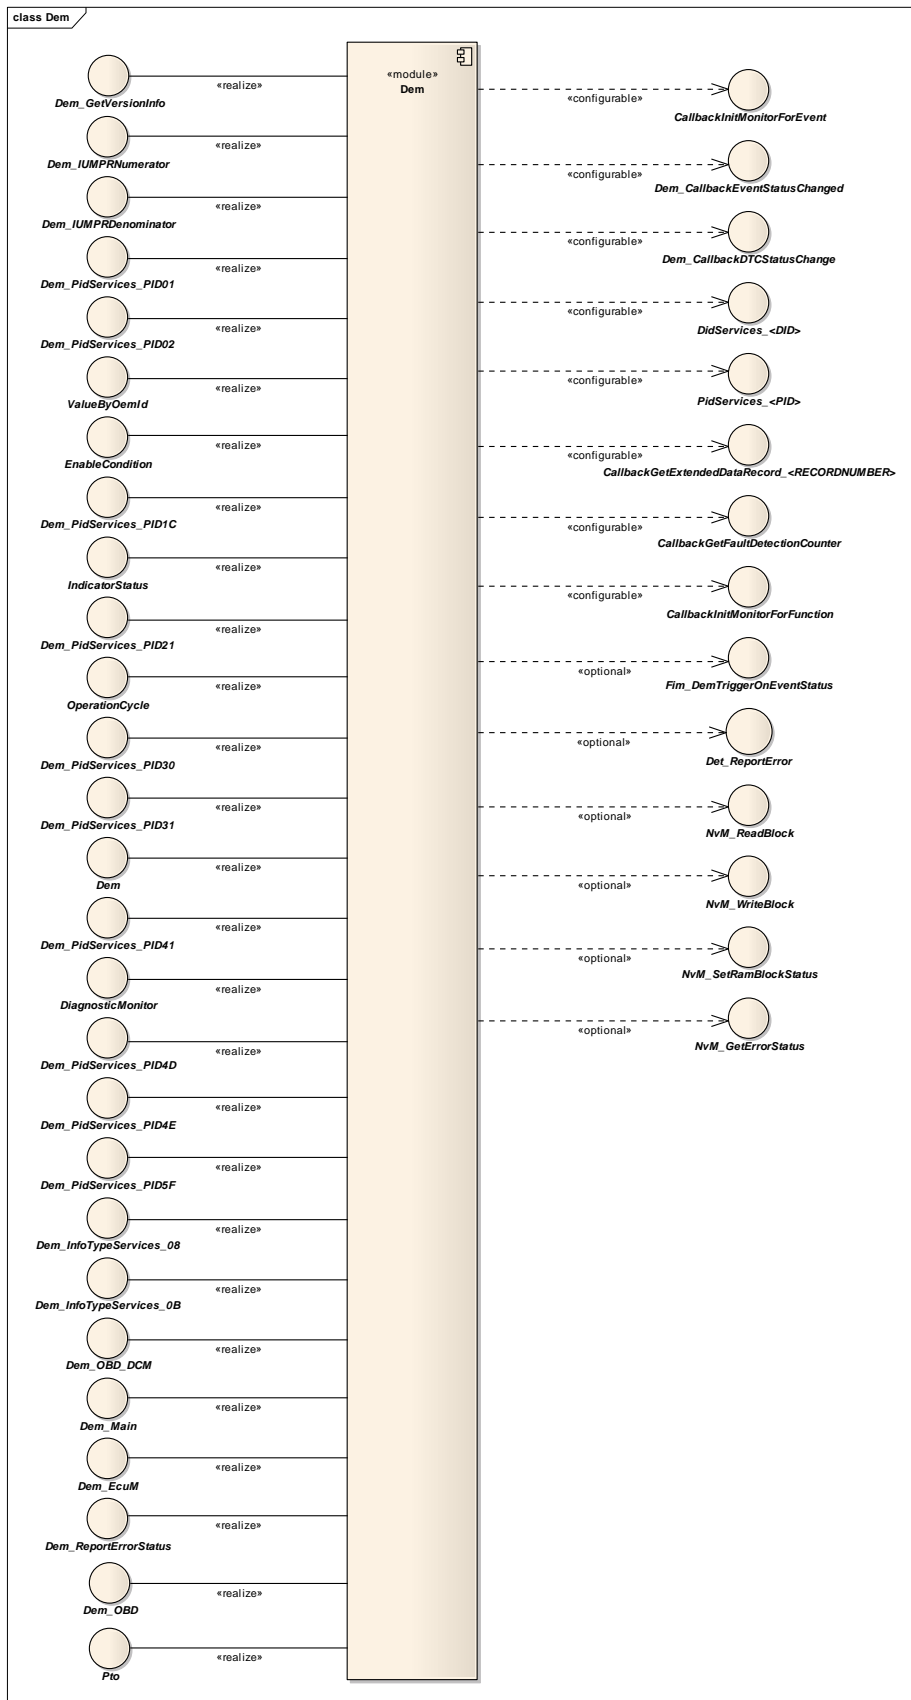 class Dem
«module»
Dem
Dem_GetVersionInfo
«realize»
Dem_IUMPRNumerator
«realize»
Dem_IUMPRDenominator
«realize»
Dem_PidServices_PID01
«realize»
Dem_PidServices_PID02
«realize»
ValueByOemId
«realize»
EnableCondition
«realize»
Dem_PidServices_PID1C
«realize»
IndicatorStatus
«realize»
Dem_PidServices_PID21
«realize»
OperationCycle
«realize»
Dem_PidServices_PID30
«realize»
Dem_PidServices_PID31
«realize»
Dem
«realize»
Dem_PidServices_PID41
«realize»
DiagnosticMonitor
«realize»
Dem_PidServices_PID4D
«realize»
Dem_PidServices_PID4E
«realize»
Dem_PidServices_PID5F
«realize»
Dem_InfoTypeServices_08
«realize»
Dem_InfoTypeServices_0B
«realize»
Dem_OBD_DCM
«realize»
Dem_Main
«realize»
Dem_EcuM
«realize»
Dem_ReportErrorStatus
«realize»
Dem_OBD
«realize»
Pto
«realize»
«configurable»
CallbackInitMonitorForEvent
«configurable»
Dem_CallbackEventStatusChanged
«configurable»
Dem_CallbackDTCStatusChange
«configurable»
DidServices_<DID>
«configurable»
PidServices_<PID>
«configurable»
CallbackGetExtendedDataRecord_<RECORDNUMBER>
«configurable»
CallbackGetFaultDetectionCounter
«configurable»
CallbackInitMonitorForFunction
«optional»
Fim_DemTriggerOnEventStatus
«optional»
Det_ReportError
«optional»
NvM_ReadBlock
«optional»
NvM_WriteBlock
«optional»
NvM_SetRamBlockStatus
«optional»
NvM_GetErrorStatus